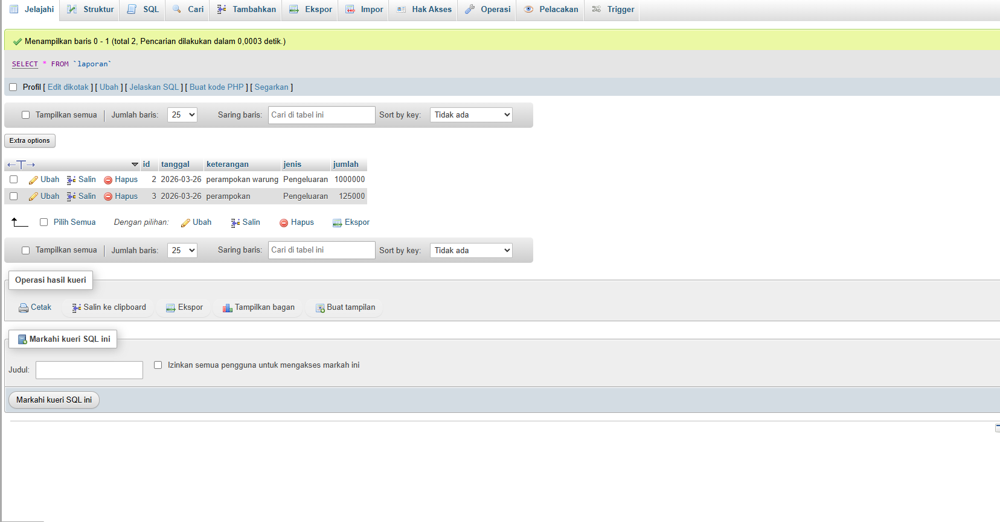 Jelajahi Struktur SQL Cari Tambahkan Ekspor Impor Hak Akses Operasi Pelacakan Trigger
Menampilkan baris 0 - 1 (total 2, Pencarian dilakukan dalam 0,0003 detik.)
SELECT * FROM `laporan`
Profil [ Edit dikotak ] [ Ubah ] [ Jelaskan SQL ] [ Buat kode PHP ] [ Segarkan ]
Tampilkan semua Jumlah baris: 25 Saring baris: Cari di tabel ini Sort by key: Tidak ada
Extra options
id tanggal keterangan jenis jumlah
Ubah Salin Hapus 2 2026-03-26 perampokan warung Pengeluaran 1000000
Ubah Salin Hapus 3 2026-03-26 perampokan Pengeluaran 125000
Pilih Semua Dengan pilihan: Ubah Salin Hapus Ekspor
Tampilkan semua Jumlah baris: 25 Saring baris: Cari di tabel ini Sort by key: Tidak ada
Operasi hasil kueri
Cetak Salin ke clipboard Ekspor Tampilkan bagan Buat tampilan
Markahi kueri SQL ini
Judul: Izinkan semua pengguna untuk mengakses markah ini
Markahi kueri SQL ini